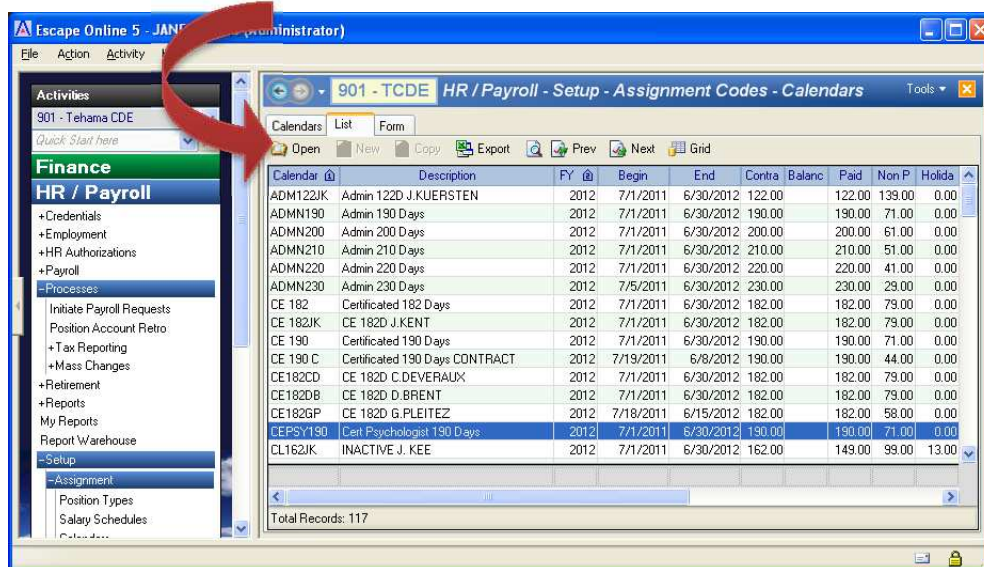 Escape Online 5 - JANE (Administrator)
File Action Activity
Activities
901 - Tehama CDE
Quick Start here
Finance
HR / Payroll
+Credentials
+Employment
+HR Authorizations
+Payroll
-Processes
Initiate Payroll Requests
Position Account Retro
+Tax Reporting
+Mass Changes
+Retirement
+Reports
My Reports
Report Warehouse
-Setup
-Assignment
Position Types
Salary Schedules
901 - TCDE HR / Payroll - Setup - Assignment Codes - Calendars Tools
Calendars List Form
Open New Copy Export Prev Next Grid
Calendar Description FY Begin End Contra Balanc Paid Non P Holida
ADM122JK Admin 122D J.KUERSTEN 2012 7/1/2011 6/30/2012 122.00 122.00 139.00 0.00
ADMN190 Admin 190 Days 2012 7/1/2011 6/30/2012 190.00 190.00 71.00 0.00
ADMN200 Admin 200 Days 2012 7/1/2011 6/30/2012 200.00 200.00 61.00 0.00
ADMN210 Admin 210 Days 2012 7/1/2011 6/30/2012 210.00 210.00 51.00 0.00
ADMN220 Admin 220 Days 2012 7/1/2011 6/30/2012 220.00 220.00 41.00 0.00
ADMN230 Admin 230 Days 2012 7/5/2011 6/30/2012 230.00 230.00 29.00 0.00
CE 182 Certificated 182 Days 2012 7/1/2011 6/30/2012 182.00 182.00 79.00 0.00
CE 182JK CE 182D J.KENT 2012 7/1/2011 6/30/2012 182.00 182.00 79.00 0.00
CE 190 Certificated 190 Days 2012 7/1/2011 6/30/2012 190.00 190.00 71.00 0.00
CE 190 C Certificated 190 Days CONTRACT 2012 7/19/2011 6/8/2012 190.00 190.00 44.00 0.00
CE182CD CE 182D C.DEVERAUX 2012 7/1/2011 6/30/2012 182.00 182.00 79.00 0.00
CE182DB CE 182D D.BRENT 2012 7/1/2011 6/30/2012 182.00 182.00 79.00 0.00
CE182GP CE 182D G.PLEITEZ 2012 7/18/2011 6/15/2012 182.00 182.00 58.00 0.00
CEPSY190 Cert Psychologist 190 Days 2012 7/1/2011 6/30/2012 190.00 190.00 71.00 0.00
CL162JK INACTIVE J. KEE 2012 7/1/2011 6/30/2012 162.00 149.00 99.00 13.00
Total Records: 117